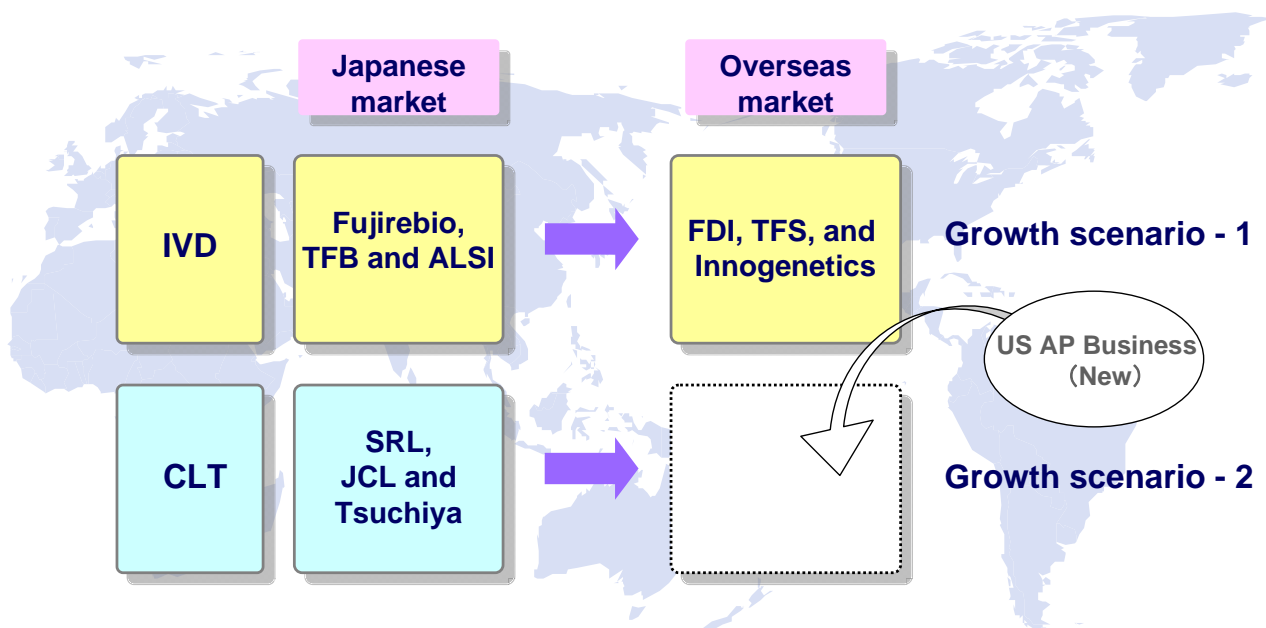 Japanese
market
Overseas
market
IVD
Fujirebio,
TFB and ALSI
FDI, TFS, and
Innogenetics
Growth scenario - 1
US AP Business
（New）
CLT
SRL,
JCL and
Tsuchiya
Growth scenario - 2